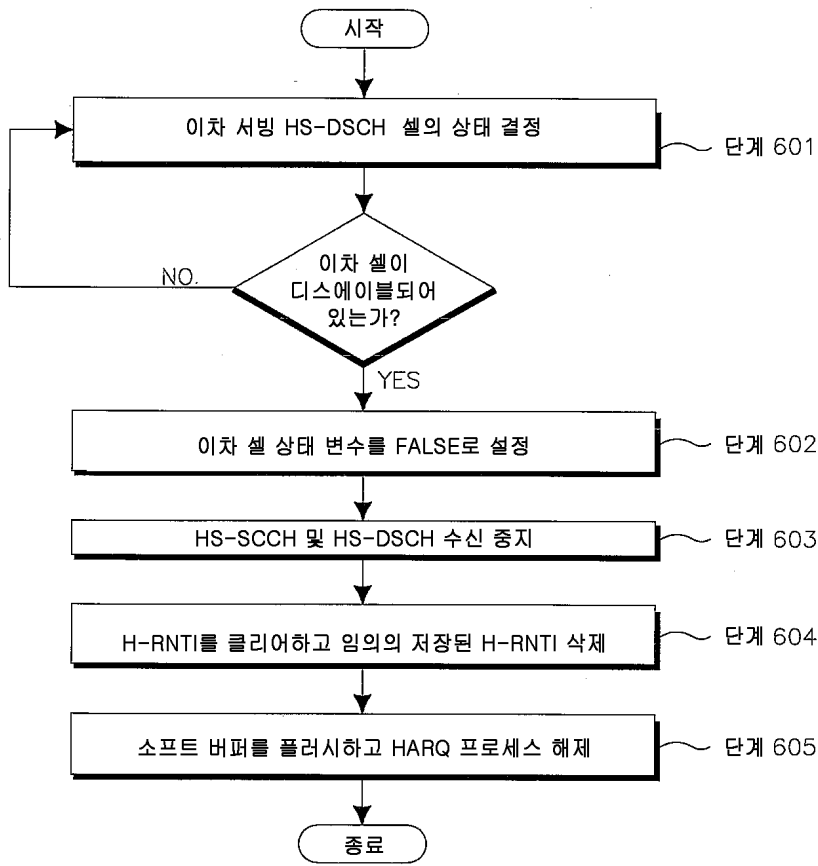 시작
이차 서빙 HS-DSCH 셀의 상태 결정
단계 601
이차 셀이
디스에이블되어
있는가?
NO.
YES
이차 셀 상태 변수를 FALSE로 설정
단계 602
HS-SCCH 및 HS-DSCH 수신 중지
단계 603
H-RNTI를 클리어하고 임의의 저장된 H-RNTI 삭제
단계 604
소프트 버퍼를 플러시하고 HARQ 프로세스 해제
단계 605
종료